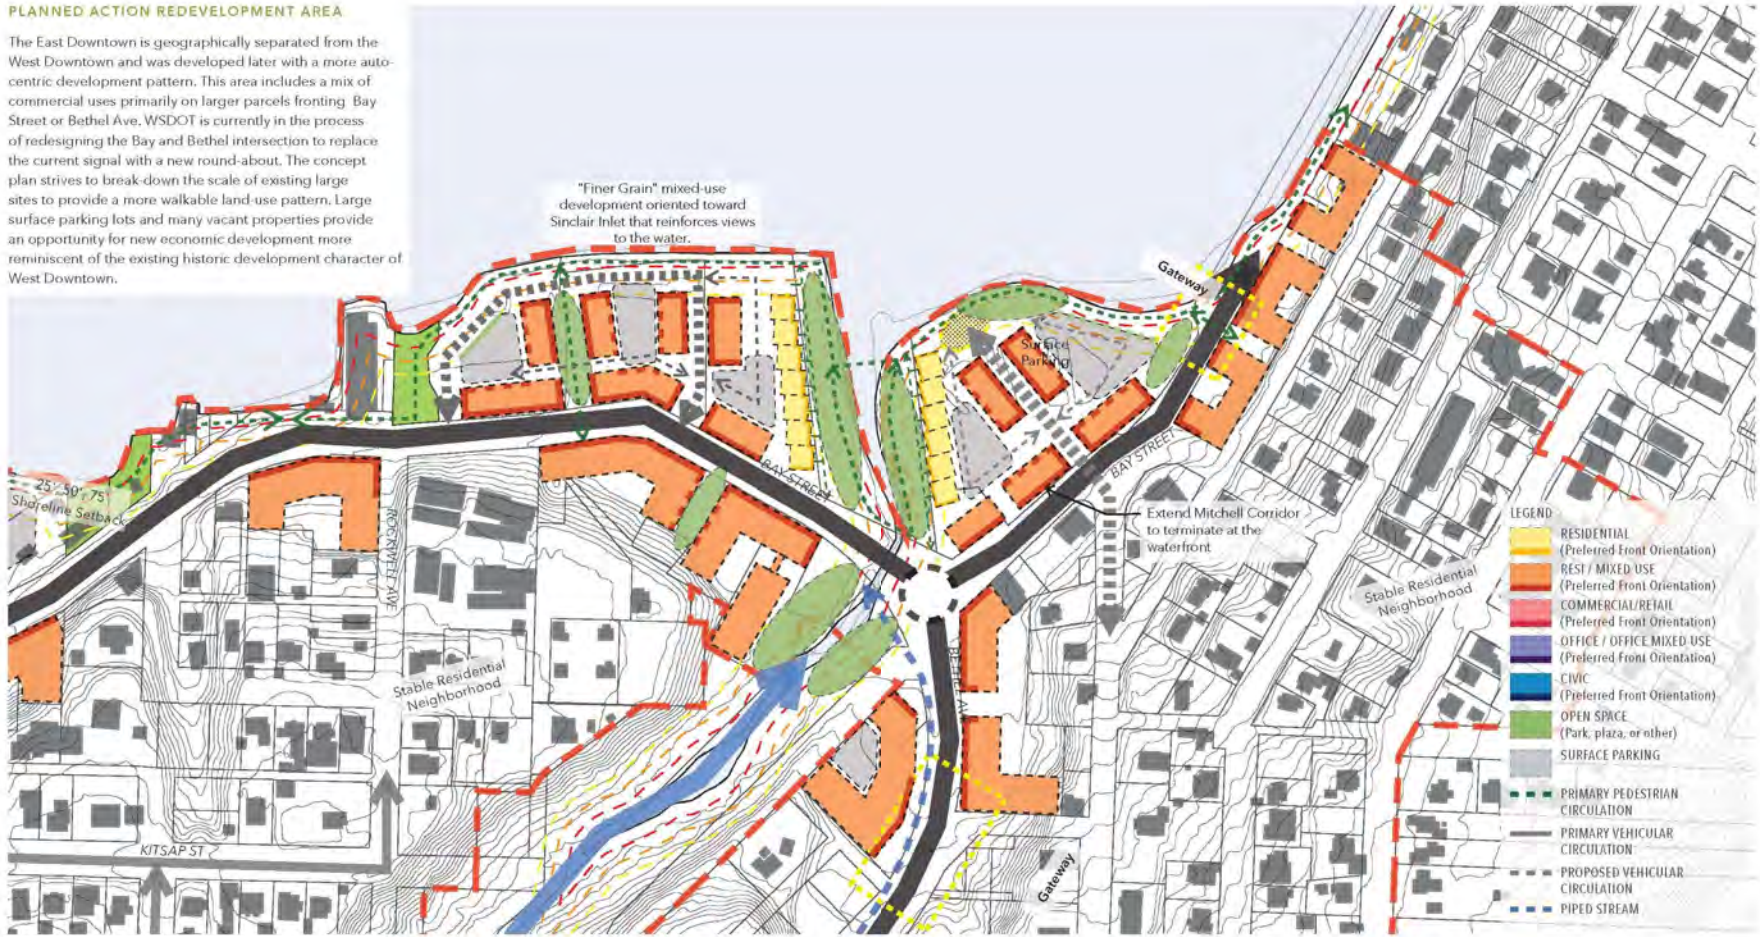 PLANNED ACTION REDEVELOPMENT AREA
The East Downtown is geographically separated from the
West Downtown and was developed later with a more auto-
centric development pattern. This area includes a mix of
commercial uses primarily on larger parcels fronting Bay
Street or Bethel Ave. WSDOT is currently in the process
of redesigning the Bay and Bethel intersection to replace
the current signal with a new round-about. The concept
plan strives to break-down the scale of existing large
sites to provide a more walkable land-use pattern. Large
surface parking lots and many vacant properties provide
an opportunity for new economic development more
reminiscent of the existing historic development character of
West Downtown.
"Finer Grain" mixed-use
development oriented toward
Sinclair Inlet that reinforces views
to the water.
Gateway
Surface
Parking
25', 50', 75'
Shoreline Setback
BAY STREET
BAY STREET
ROCKWELL AVE
Extend Mitchell Corridor
to terminate at the
waterfront
BETHEL AV
Stable Residential
Neighborhood
Stable Residential
Neighborhood
KITSAP ST
Gateway
LEGEND
RESIDENTIAL
(Preferred Front Orientation)
RESI / MIXED USE
(Preferred Front Orientation)
COMMERCIAL/RETAIL
(Preferred Front Orientation)
OFFICE / OFFICE MIXED USE
(Preferred Front Orientation)
CIVIC
(Preferred Front Orientation)
OPEN SPACE
(Park, plaza, or other)
SURFACE PARKING
PRIMARY PEDESTRIAN
CIRCULATION
PRIMARY VEHICULAR
CIRCULATION
PROPOSED VEHICULAR
CIRCULATION
PIPED STREAM